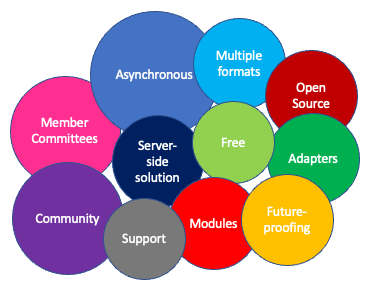 Asynchronous
Multiple
formats
Open
Source
Member
Committees
Server-
side
solution
Free
Adapters
Community
Support
Modules
Future-
proofing